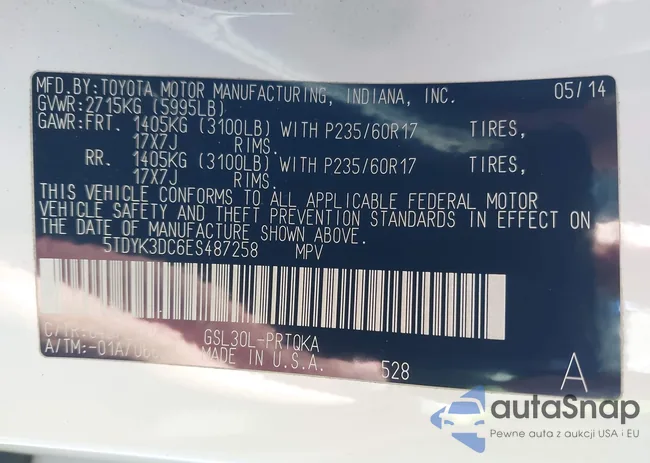 MFD.BY:TOYOTA MOTOR MANUFACTURING, INDIANA, INC. 05/14
GVWR:2715KG (5995LB)
GAWR:FRT. 1405KG (3100LB) WITH P235/60R17 TIRES,
17X7J RIMS.
RR. 1405KG (3100LB) WITH P235/60R17 TIRES,
17X7J RIMS.
THIS VEHICLE CONFORMS TO ALL APPLICABLE FEDERAL MOTOR
VEHICLE SAFETY AND THEFT PREVENTION STANDARDS IN EFFECT ON
THE DATE OF MANUFACTURE SHOWN ABOVE.
5TDYK3DC6ES487258 MPV
C/TR: GSL30L-PRTQKA
A/TM:-01A/ MADE IN U.S.A. 528 A
autaSnap
Pewne auta z aukcji USA i EU